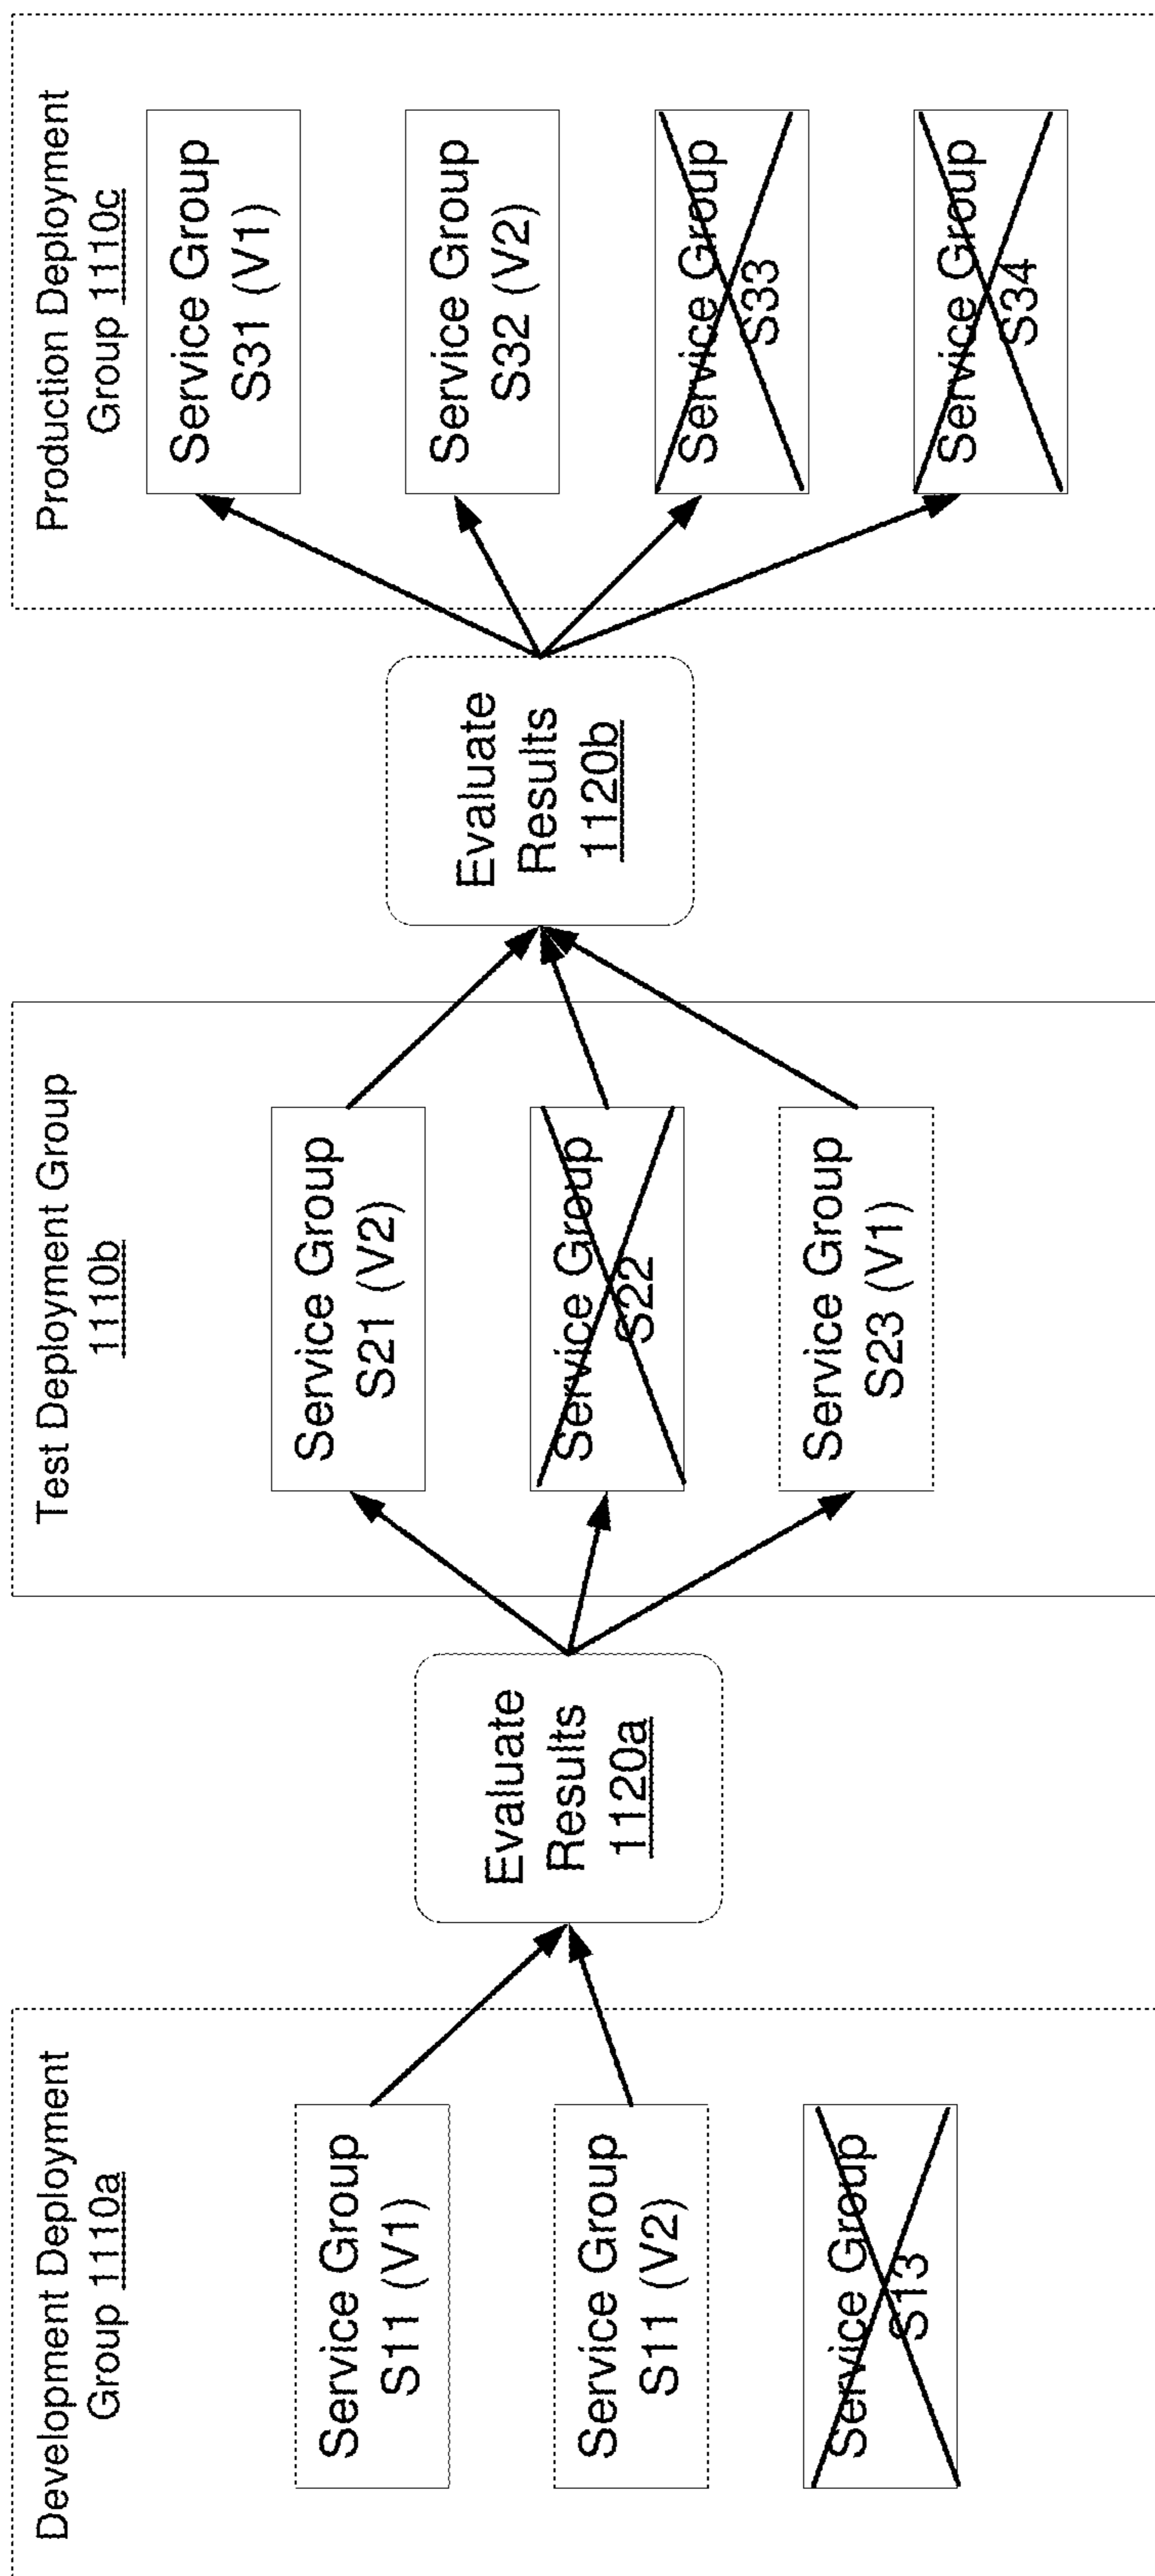 Development Deployment
Group 1110a
Service Group
S11 (V1)
Service Group
S11 (V2)
Service Group
S13
Evaluate
Results
1120a
Test Deployment Group
1110b
Service Group
S21 (V2)
Service Group
S22
Service Group
S23 (V1)
Evaluate
Results
1120b
Production Deployment
Group 1110c
Service Group
S31 (V1)
Service Group
S32 (V2)
Service Group
S33
Service Group
S34